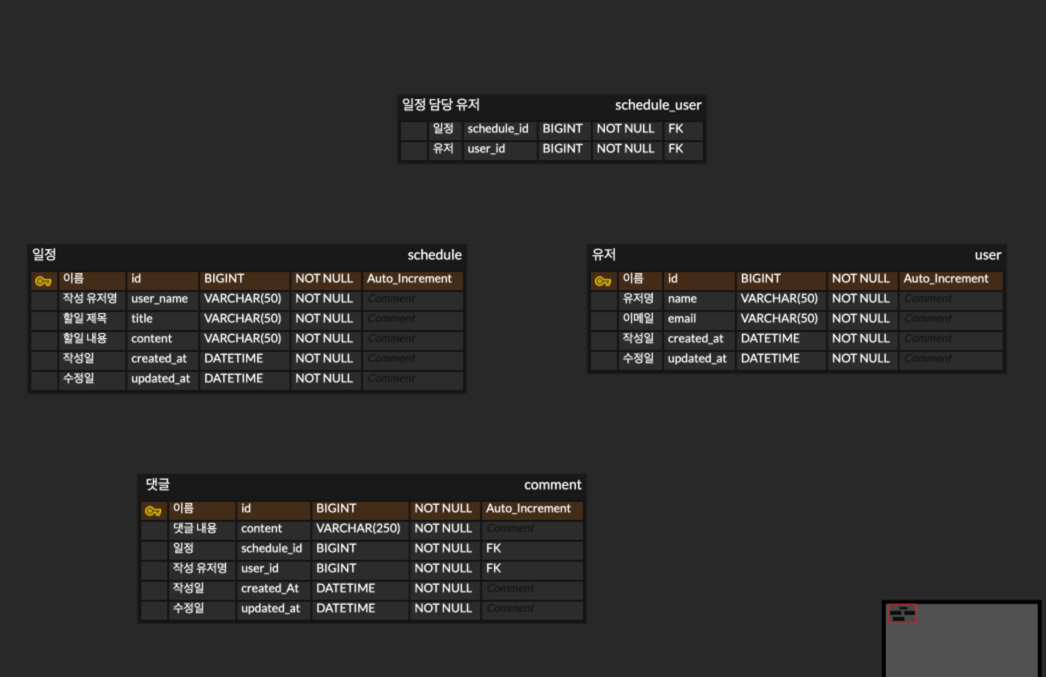 일정 담당 유저 schedule_user
일정 schedule_id BIGINT NOT NULL FK
유저 user_id BIGINT NOT NULL FK
일정 schedule
이름 id BIGINT NOT NULL Auto_Increment
작성 유저명 user_name VARCHAR(50) NOT NULL Comment
할일 제목 title VARCHAR(50) NOT NULL Comment
할일 내용 content VARCHAR(50) NOT NULL Comment
작성일 created_at DATETIME NOT NULL Comment
수정일 updated_at DATETIME NOT NULL Comment
유저 user
이름 id BIGINT NOT NULL Auto_Increment
유저명 name VARCHAR(50) NOT NULL Comment
이메일 email VARCHAR(50) NOT NULL Comment
작성일 created_at DATETIME NOT NULL Comment
수정일 updated_at DATETIME NOT NULL Comment
댓글 comment
이름 id BIGINT NOT NULL Auto_Increment
댓글 내용 content VARCHAR(250) NOT NULL Comment
일정 schedule_id BIGINT NOT NULL FK
작성 유저명 user_id BIGINT NOT NULL FK
작성일 created_At DATETIME NOT NULL Comment
수정일 updated_at DATETIME NOT NULL Comment